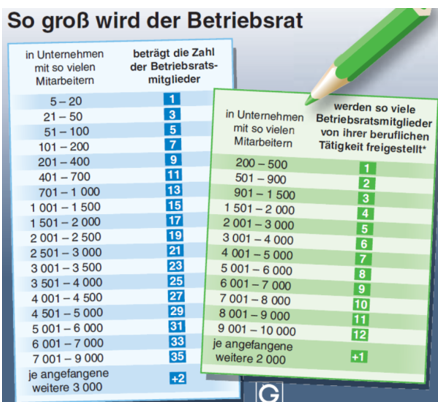 So groß wird der Betriebsrat
in Unternehmen
mit so vielen
Mitarbeitern
beträgt die Zahl
der Betriebsrats-
mitglieder
5 – 20 1
21 – 50 3
51 – 100 5
101 – 200 7
201 – 400 9
401 – 700 11
701 – 1 000 13
1 001 – 1 500 15
1 501 – 2 000 17
2 001 – 2 500 19
2 501 – 3 000 21
3 001 – 3 500 23
3 501 – 4 000 25
4 001 – 4 500 27
4 501 – 5 000 29
5 001 – 6 000 31
6 001 – 7 000 33
7 001 – 9 000 35
je angefangene
weitere 3 000 +2
in Unternehmen
mit so vielen
Mitarbeitern
werden so viele
Betriebsratsmitglieder
von ihrer beruflichen
Tätigkeit freigestellt*
200 – 500 1
501 – 900 2
901 – 1 500 3
1 501 – 2 000 4
2 001 – 3 000 5
3 001 – 4 000 6
4 001 – 5 000 7
5 001 – 6 000 8
6 001 – 7 000 9
7 001 – 8 000 10
8 001 – 9 000 11
9 001 – 10 000 12
je angefangene
weitere 2 000 +1
G